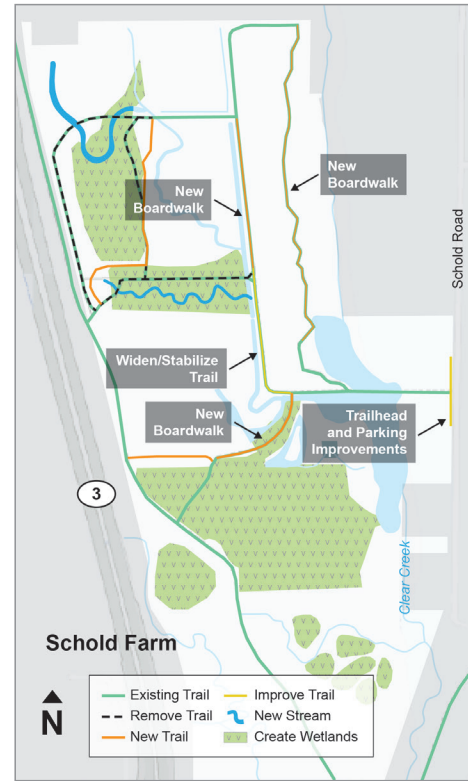 New
Boardwalk
New
Boardwalk
Schold Road
Widen/Stabilize
Trail
New
Boardwalk
Trailhead
and Parking
Improvements
3
Clear Creek
Schold Farm
N
Existing Trail
Remove Trail
New Trail
Improve Trail
New Stream
Create Wetlands